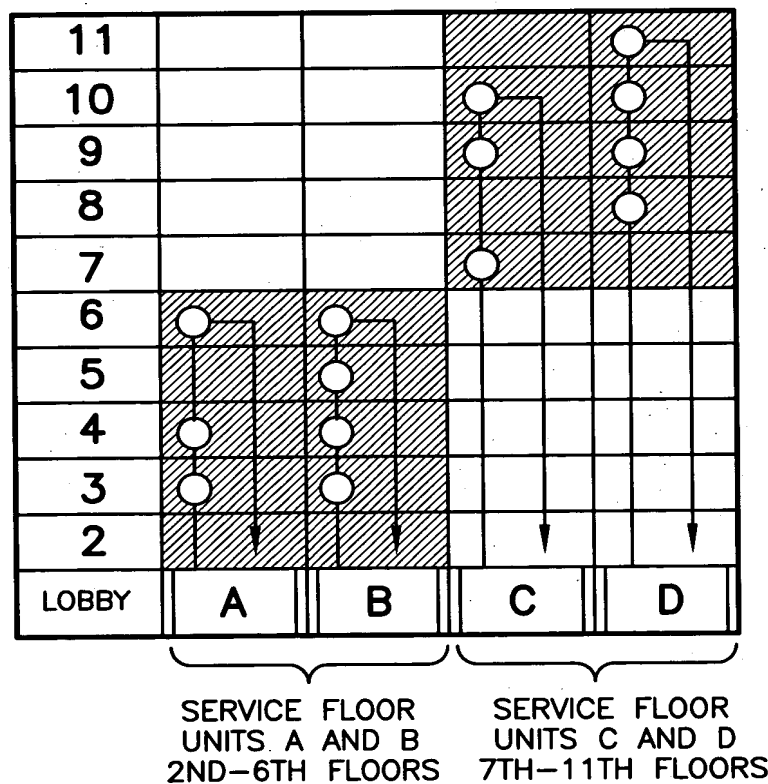 11
10
9
8
7
6
5
4
3
2
LOBBY A B C D
SERVICE FLOOR
UNITS A AND B
2ND-6TH FLOORS
SERVICE FLOOR
UNITS C AND D
7TH-11TH FLOORS